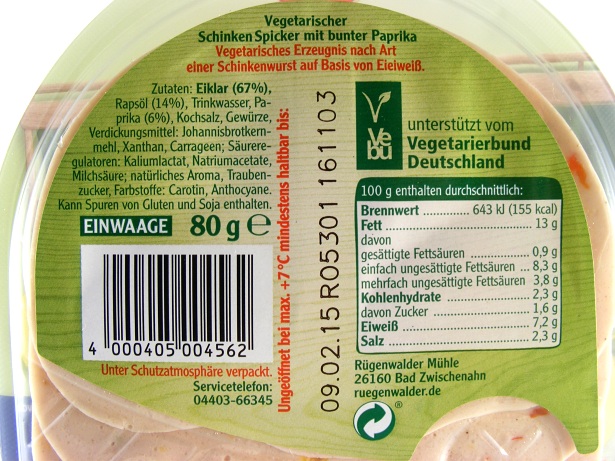 Vegetarischer
Schinken Spicker mit bunter Paprika
Vegetarisches Erzeugnis nach Art
einer Schinkenwurst auf Basis von Eieiweiß.
Zutaten: Eiklar (67%),
Rapsöl (14%), Trinkwasser, Pa-
prika (6%), Kochsalz, Gewürze,
Verdickungsmittel: Johannisbrotkern-
mehl, Xanthan, Carrageen; Säurere-
gulatoren: Kaliumlactat, Natriumacetate,
Milchsäure; natürliches Aroma, Trauben-
zucker, Farbstoffe: Carotin, Anthocyane.
Kann Spuren von Gluten und Soja enthalten.
EINWAAGE 80 g e
4 000405 004562
Unter Schutzatmosphäre verpackt.
Servicetelefon:
04403-66345
Ungeöffnet bei max. +7°C mindestens haltbar bis:
09.02.15 R05301 161103
Vebu
unterstützt vom
Vegetarierbund
Deutschland
100 g enthalten durchschnittlich:
Brennwert ............ 643 kJ (155 kcal)
Fett ............ 13 g
davon
gesättigte Fettsäuren ............ 0,9 g
einfach ungesättigte Fettsäuren ... 8,3 g
mehrfach ungesättigte Fettsäuren 3,8 g
Kohlenhydrate ............ 2,3 g
davon Zucker ............ 1,6 g
Eiweiß ............ 7,2 g
Salz ............ 2,3 g
Rügenwalder Mühle
26160 Bad Zwischenahn
ruegenwalder.de